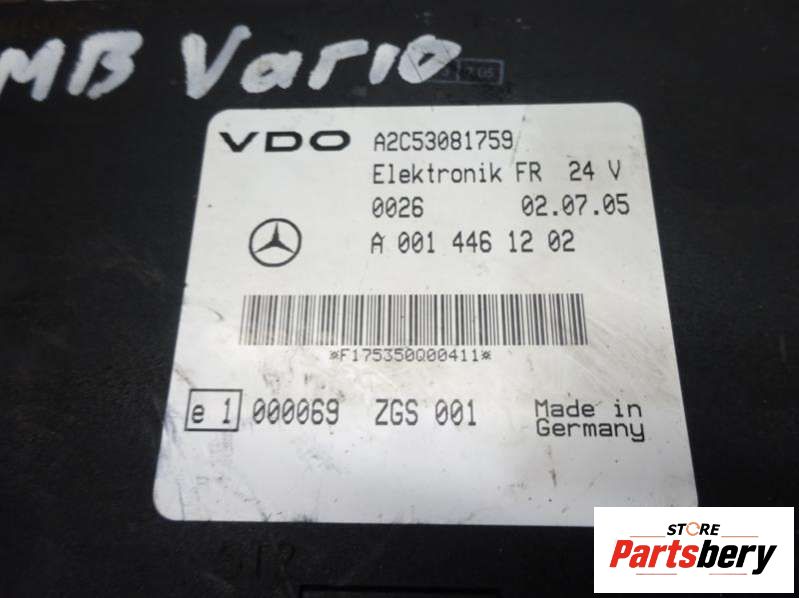 MB Vario
VDO A2C53081759
Elektronik FR 24 V
0026 02.07.05
A 001 446 12 02
*F175350Q00411*
e 1 000069 ZGS 001 Made in
Germany
STORE
Partsbery